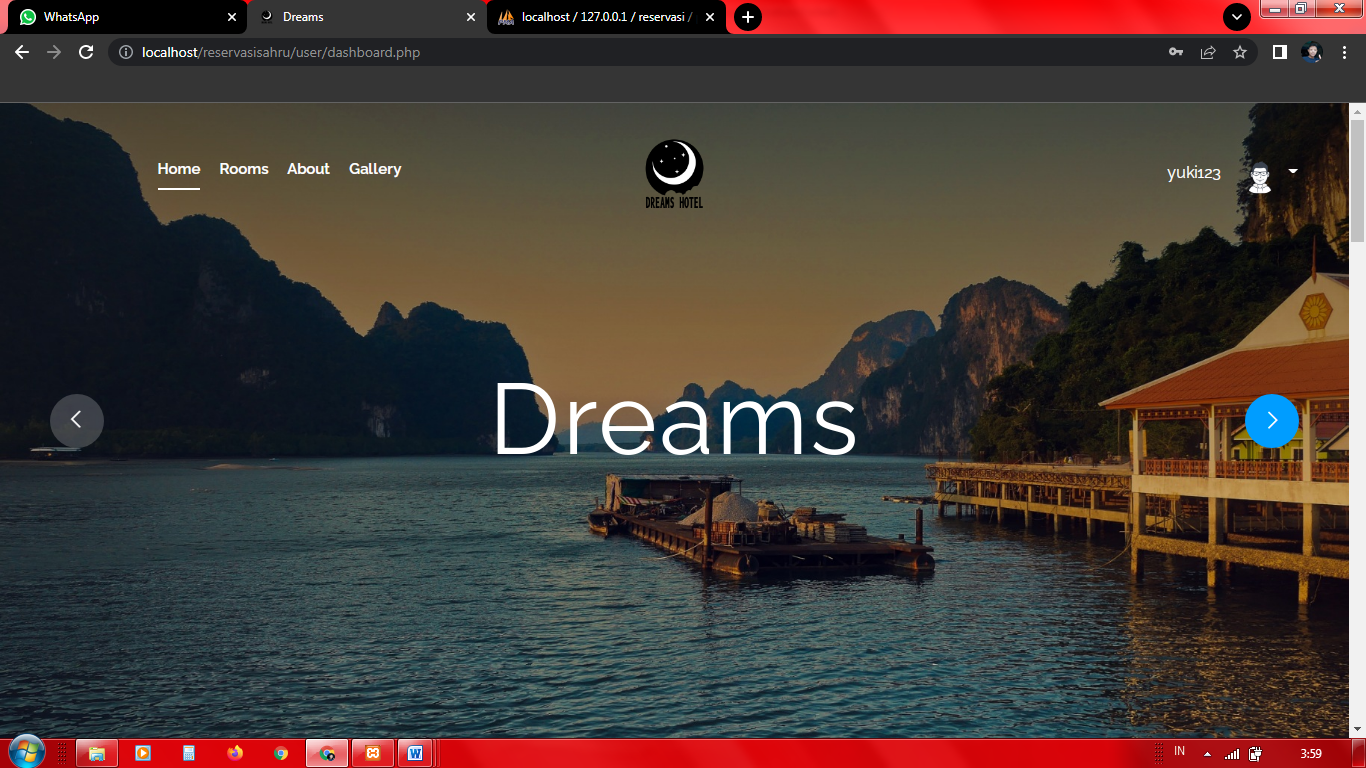 WhatsApp
Dreams
localhost / 127.0.0.1 / reservasi /
localhost/reservasisahru/user/dashboard.php
Home
Rooms
About
Gallery
DREAMS HOTEL
yuki123
Dreams
IN
3:59